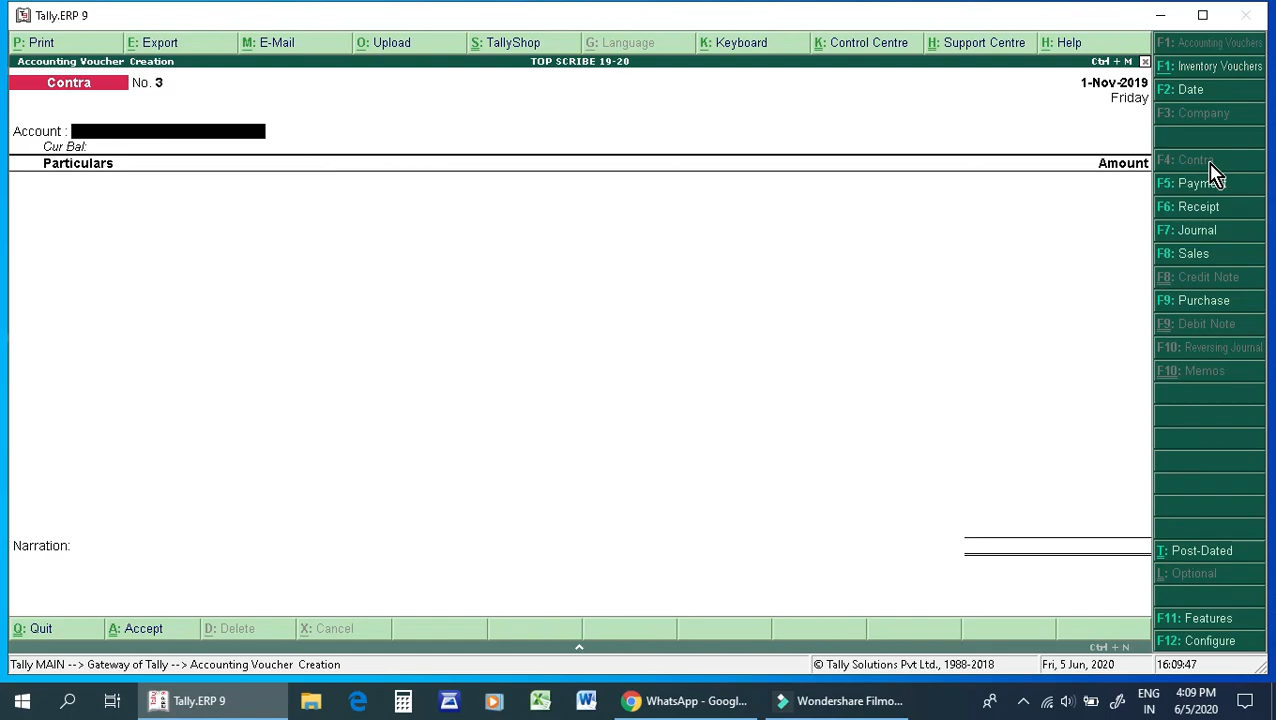 Tally.ERP 9
P: Print E: Export M: E-Mail O: Upload S: TallyShop G: Language K: Keyboard K: Control Centre H: Support Centre H: Help
F1: Accounting Vouchers
Accounting Voucher Creation TOP SCRIBE 19-20 Ctrl + M
F1: Inventory Vouchers
Contra No. 3 1-Nov-2019
Friday
F2: Date
F3: Company
Account :
Cur Bal:
Particulars Amount
F4: Contra
F5: Payment
F6: Receipt
F7: Journal
F8: Sales
F8: Credit Note
F9: Purchase
F9: Debit Note
F10: Reversing Journal
F10: Memos
Narration:
T: Post-Dated
L: Optional
F11: Features
F12: Configure
Q: Quit A: Accept D: Delete X: Cancel
Ctrl + N
Tally MAIN --> Gateway of Tally --> Accounting Voucher Creation © Tally Solutions Pvt Ltd., 1988-2018 Fri, 5 Jun, 2020 16:09:47
Tally.ERP 9 WhatsApp - Googl... Wondershare Filmo... ENG IN 4:09 PM 6/5/2020